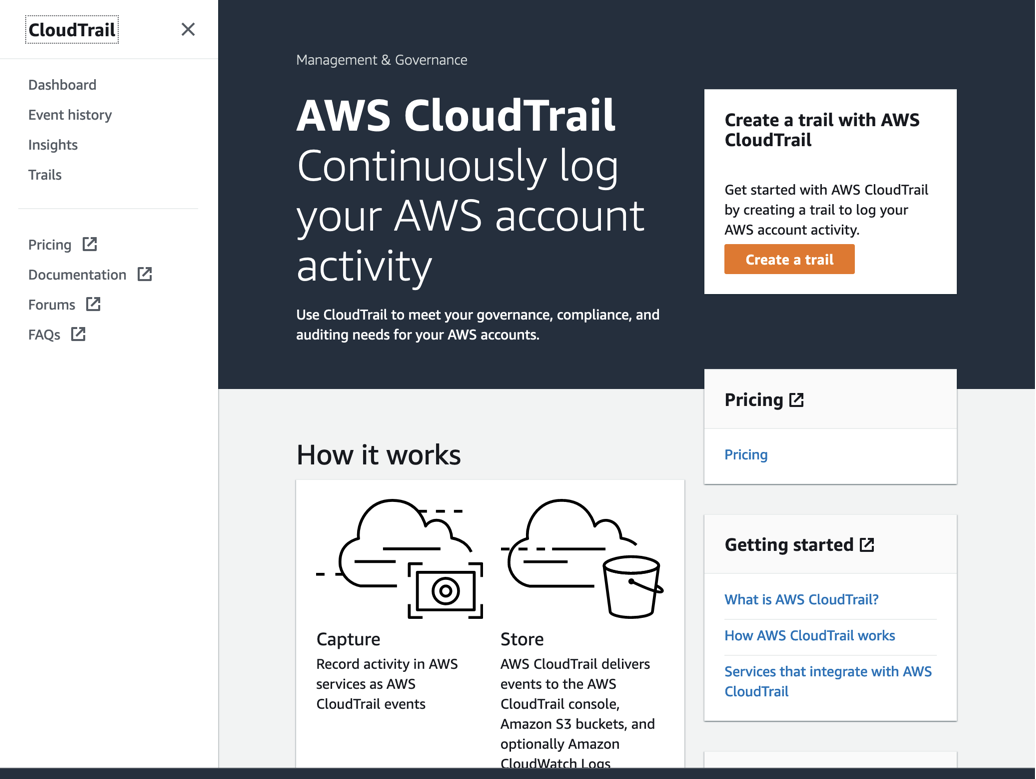 CloudTrail
Dashboard
Event history
Insights
Trails
Pricing
Documentation
Forums
FAQs
Management & Governance
AWS CloudTrail
Continuously log
your AWS account
activity
Use CloudTrail to meet your governance, compliance, and
auditing needs for your AWS accounts.
Create a trail with AWS
CloudTrail
Get started with AWS CloudTrail
by creating a trail to log your
AWS account activity.
Create a trail
How it works
Capture
Record activity in AWS
services as AWS
CloudTrail events
Store
AWS CloudTrail delivers
events to the AWS
CloudTrail console,
Amazon S3 buckets, and
optionally Amazon
CloudWatch Logs
Pricing
Pricing
Getting started
What is AWS CloudTrail?
How AWS CloudTrail works
Services that integrate with AWS
CloudTrail